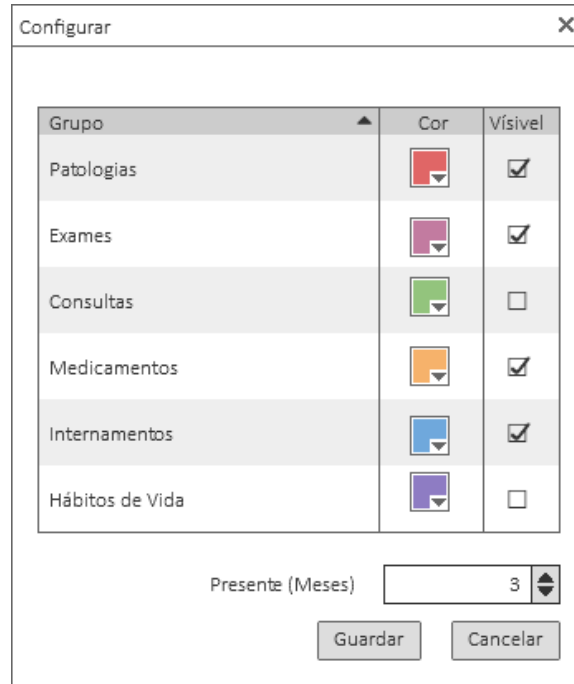 Configurar
Grupo Cor Vísivel
Patologias
Exames
Consultas
Medicamentos
Internamentos
Hábitos de Vida
Presente (Meses) 3
Guardar Cancelar